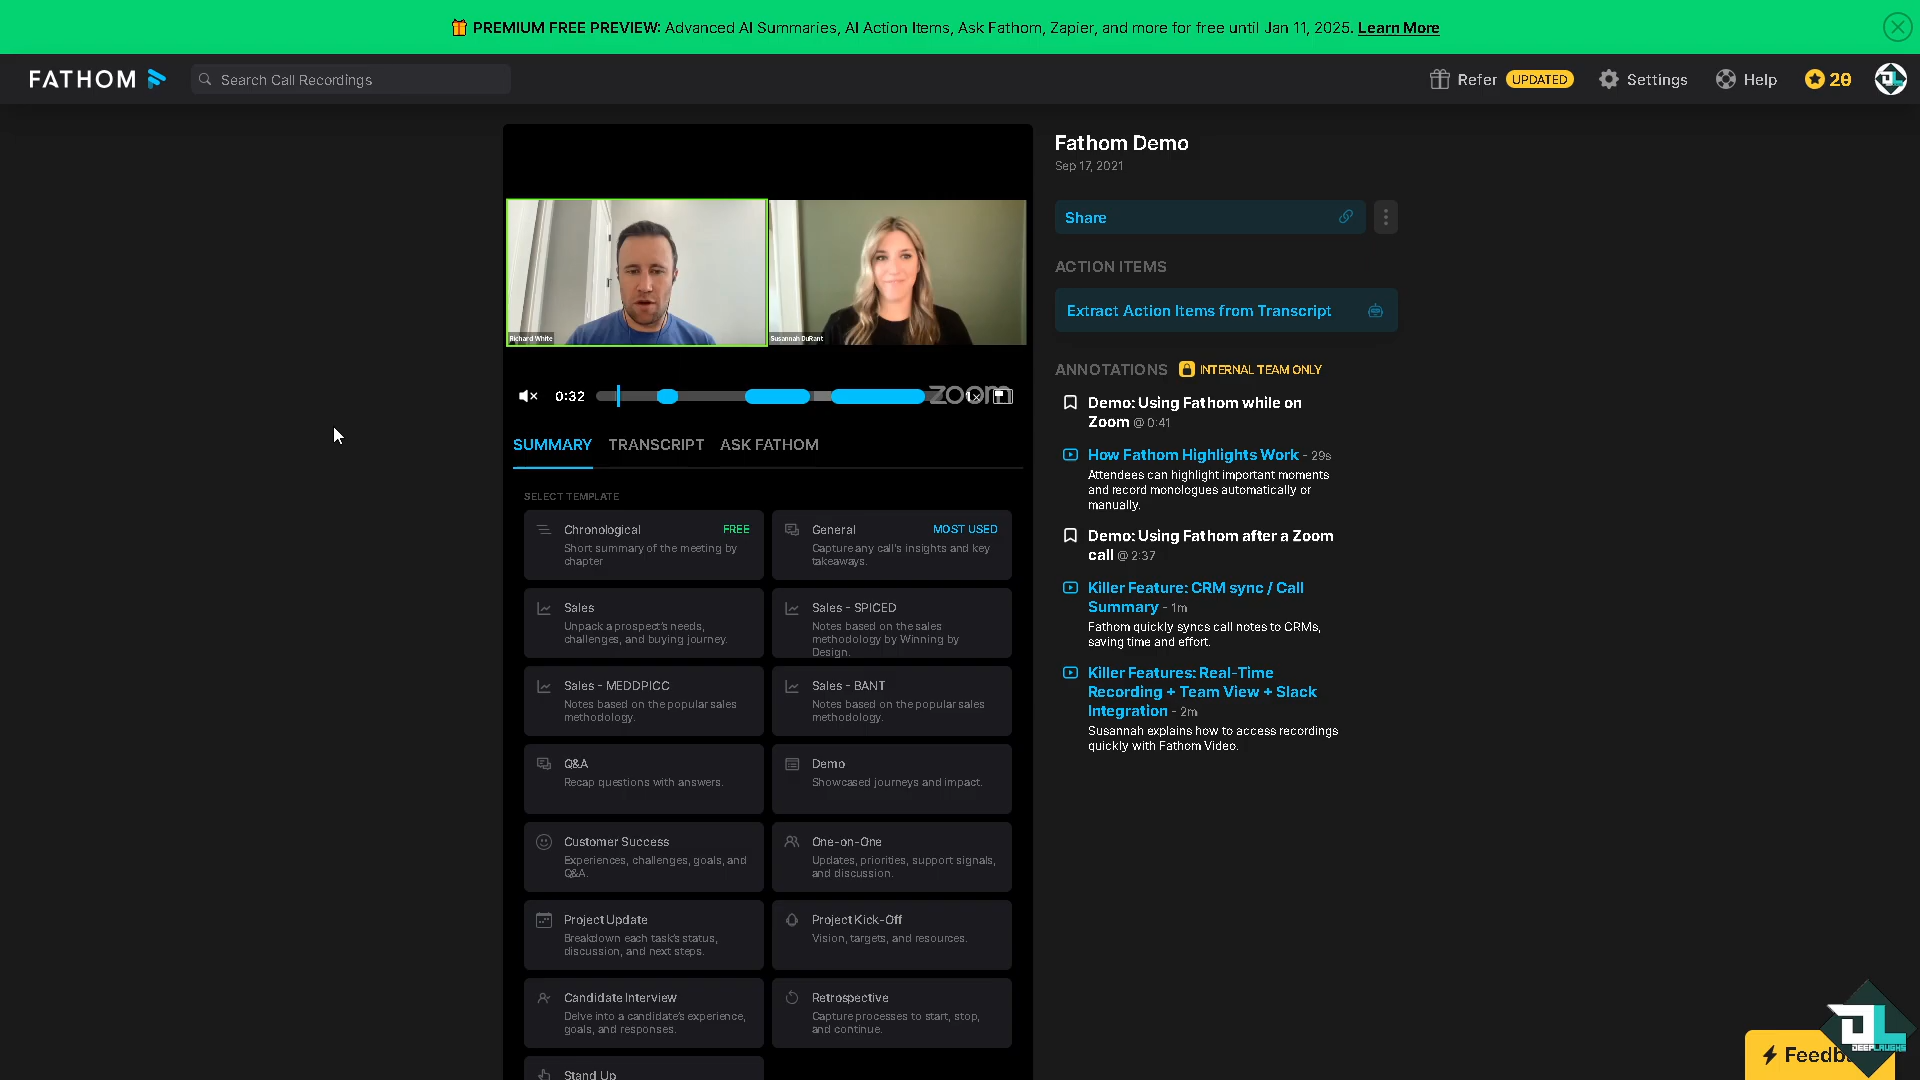 PREMIUM FREE PREVIEW: Advanced AI Summaries, AI Action Items, Ask Fathom, Zapier, and more for free until Jan 11, 2025. Learn More
FATHOM
Search Call Recordings
Refer UPDATED
Settings
Help
20
Richard White
Susannah DuRant
0:32
zoom
SUMMARY TRANSCRIPT ASK FATHOM
SELECT TEMPLATE
Chronological FREE
Short summary of the meeting by
chapter
General MOST USED
Capture any call's insights and key
takeaways.
Sales
Unpack a prospect's needs,
challenges, and buying journey.
Sales - SPICED
Notes based on the sales
methodology by Winning by
Design.
Sales - MEDDPICC
Notes based on the popular sales
methodology.
Sales - BANT
Notes based on the popular sales
methodology.
Q&A
Recap questions with answers.
Demo
Showcased journeys and impact.
Customer Success
Experiences, challenges, goals, and
Q&A.
One-on-One
Updates, priorities, support signals,
and discussion.
Project Update
Breakdown each task's status,
discussion, and next steps.
Project Kick-Off
Vision, targets, and resources.
Candidate Interview
Delve into a candidate's experience,
goals, and responses.
Retrospective
Capture processes to start, stop,
and continue.
Stand Up
Fathom Demo
Sep 17, 2021
Share
ACTION ITEMS
Extract Action Items from Transcript
ANNOTATIONS INTERNAL TEAM ONLY
Demo: Using Fathom while on
Zoom @ 0:41
How Fathom Highlights Work - 29s
Attendees can highlight important moments
and record monologues automatically or
manually.
Demo: Using Fathom after a Zoom
call @ 2:37
Killer Feature: CRM sync / Call
Summary - 1m
Fathom quickly syncs call notes to CRMs,
saving time and effort.
Killer Features: Real-Time
Recording + Team View + Slack
Integration - 2m
Susannah explains how to access recordings
quickly with Fathom Video.
DL
DEEPLAUGHS